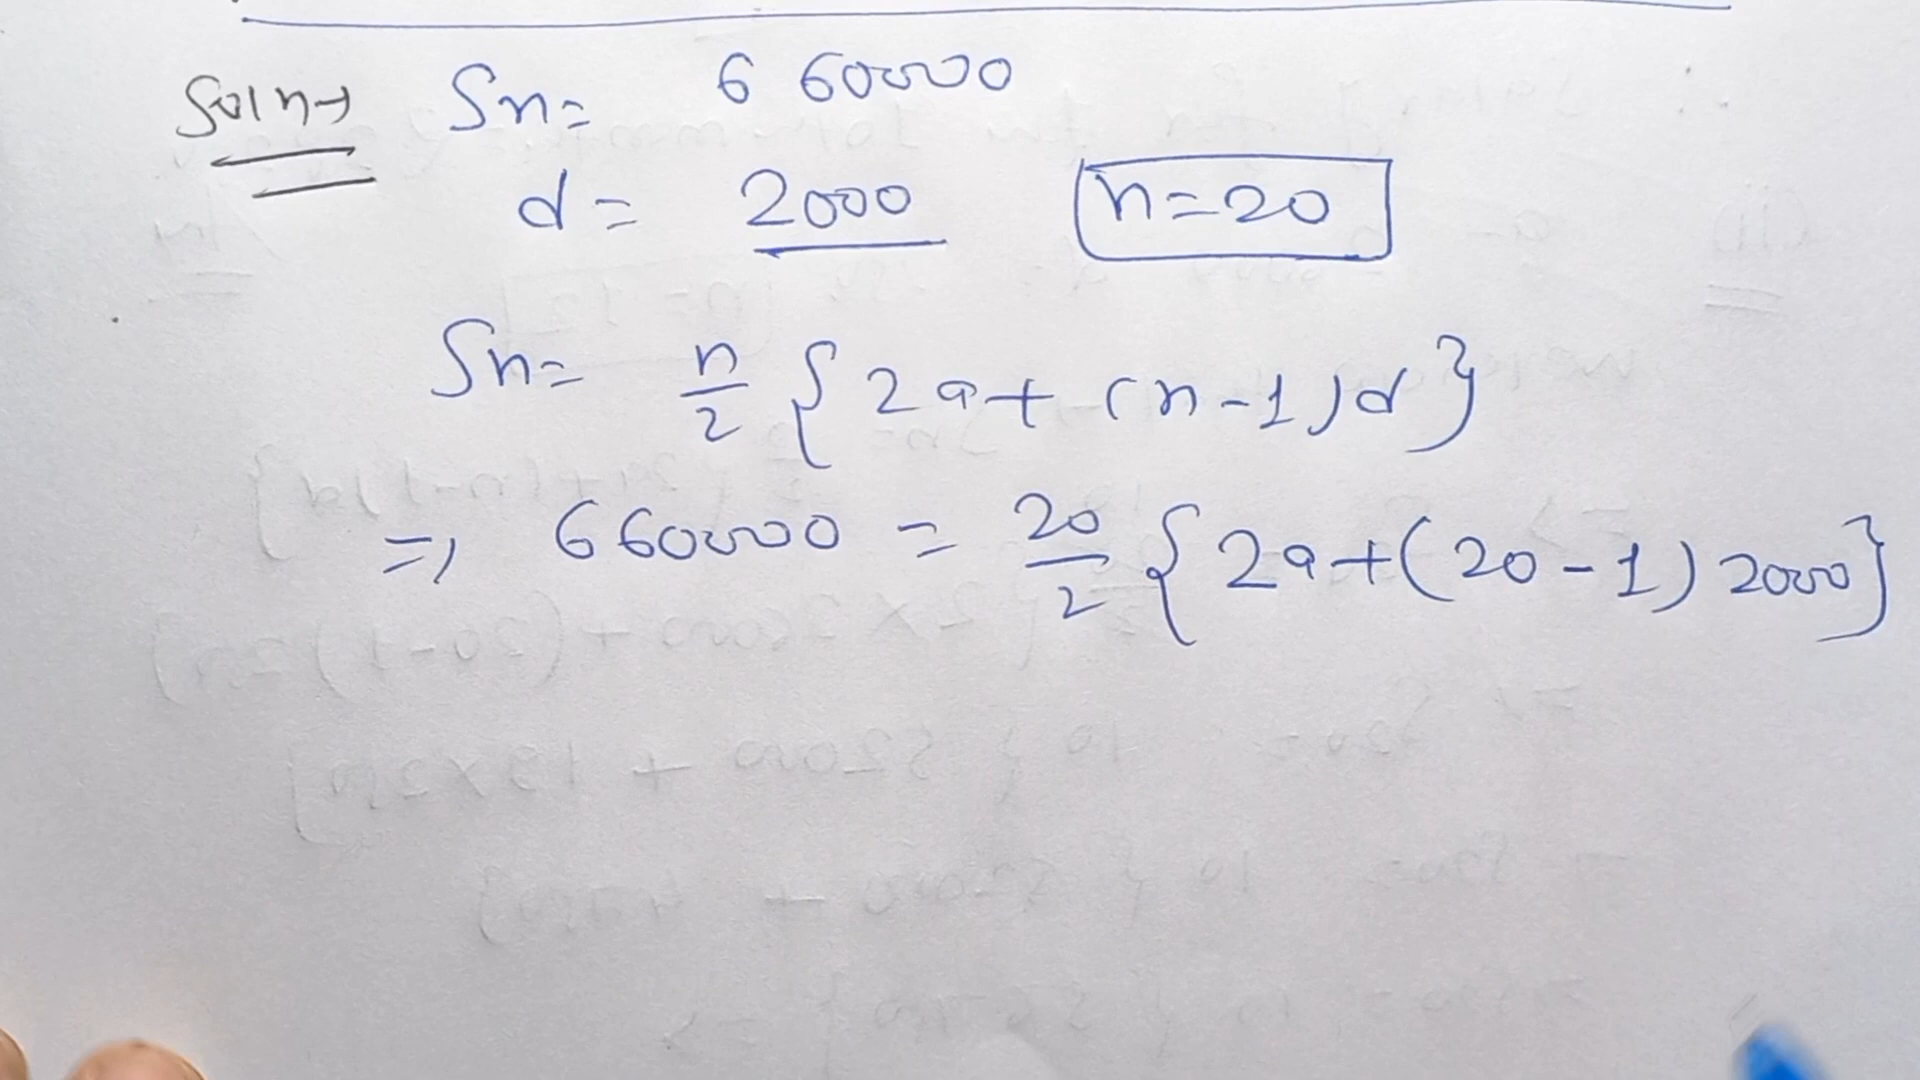 Soln→ Sn= 660000
d= 2000 n=20
Sn= n/2 {2a+(n-1)d}
=> 660000 = 20/2 {2a+(20-1)2000}